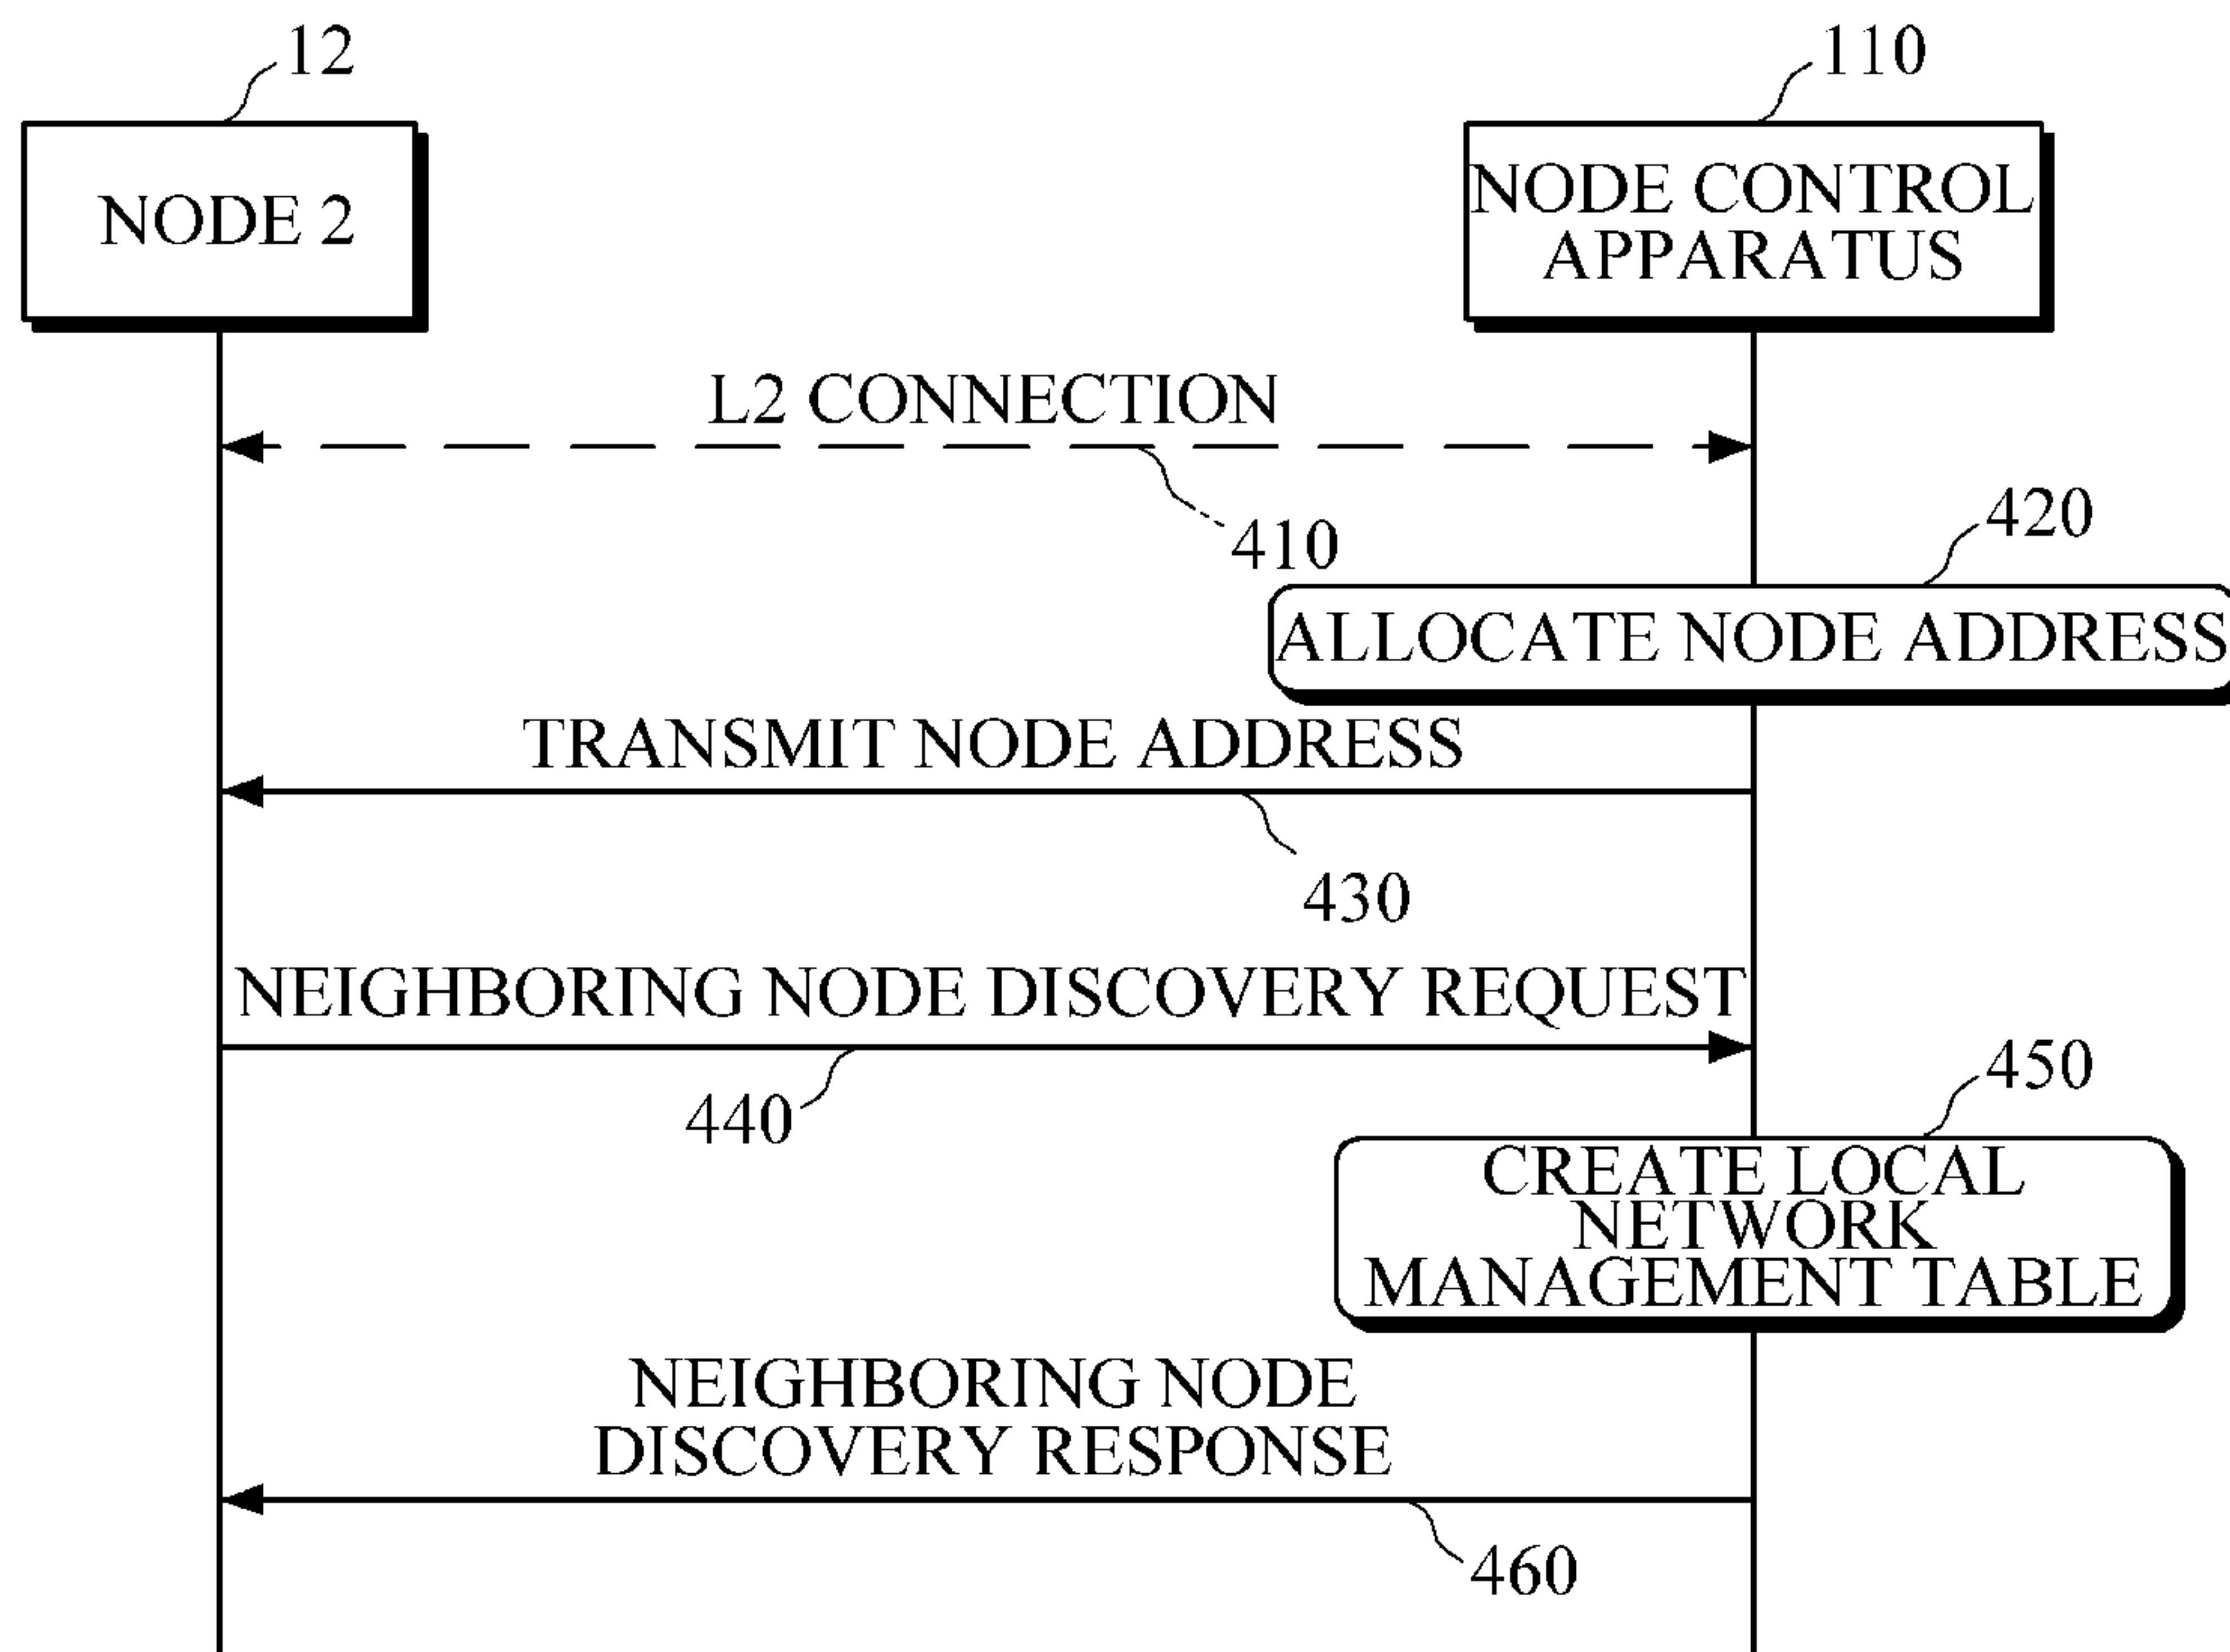 12
110
NODE 2
NODE CONTROL
APPARATUS
L2 CONNECTION
410
420
ALLOCATE NODE ADDRESS
TRANSMIT NODE ADDRESS
430
NEIGHBORING NODE DISCOVERY REQUEST
440
450
CREATE LOCAL
NETWORK
MANAGEMENT TABLE
NEIGHBORING NODE
DISCOVERY RESPONSE
460